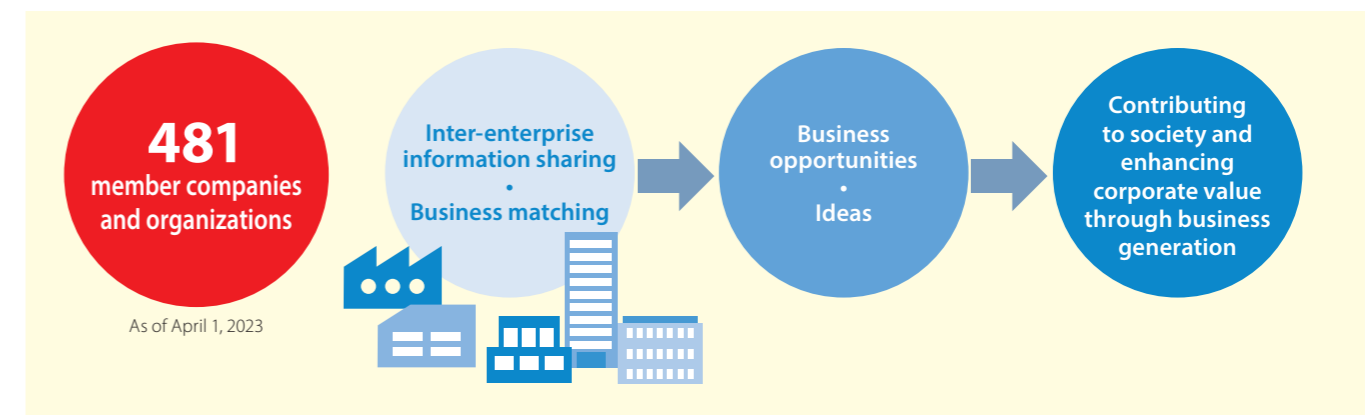 481
member companies
and organizations
As of April 1, 2023
Inter-enterprise
information sharing
•
Business matching
Business
opportunities
•
Ideas
Contributing
to society and
enhancing
corporate value
through business
generation